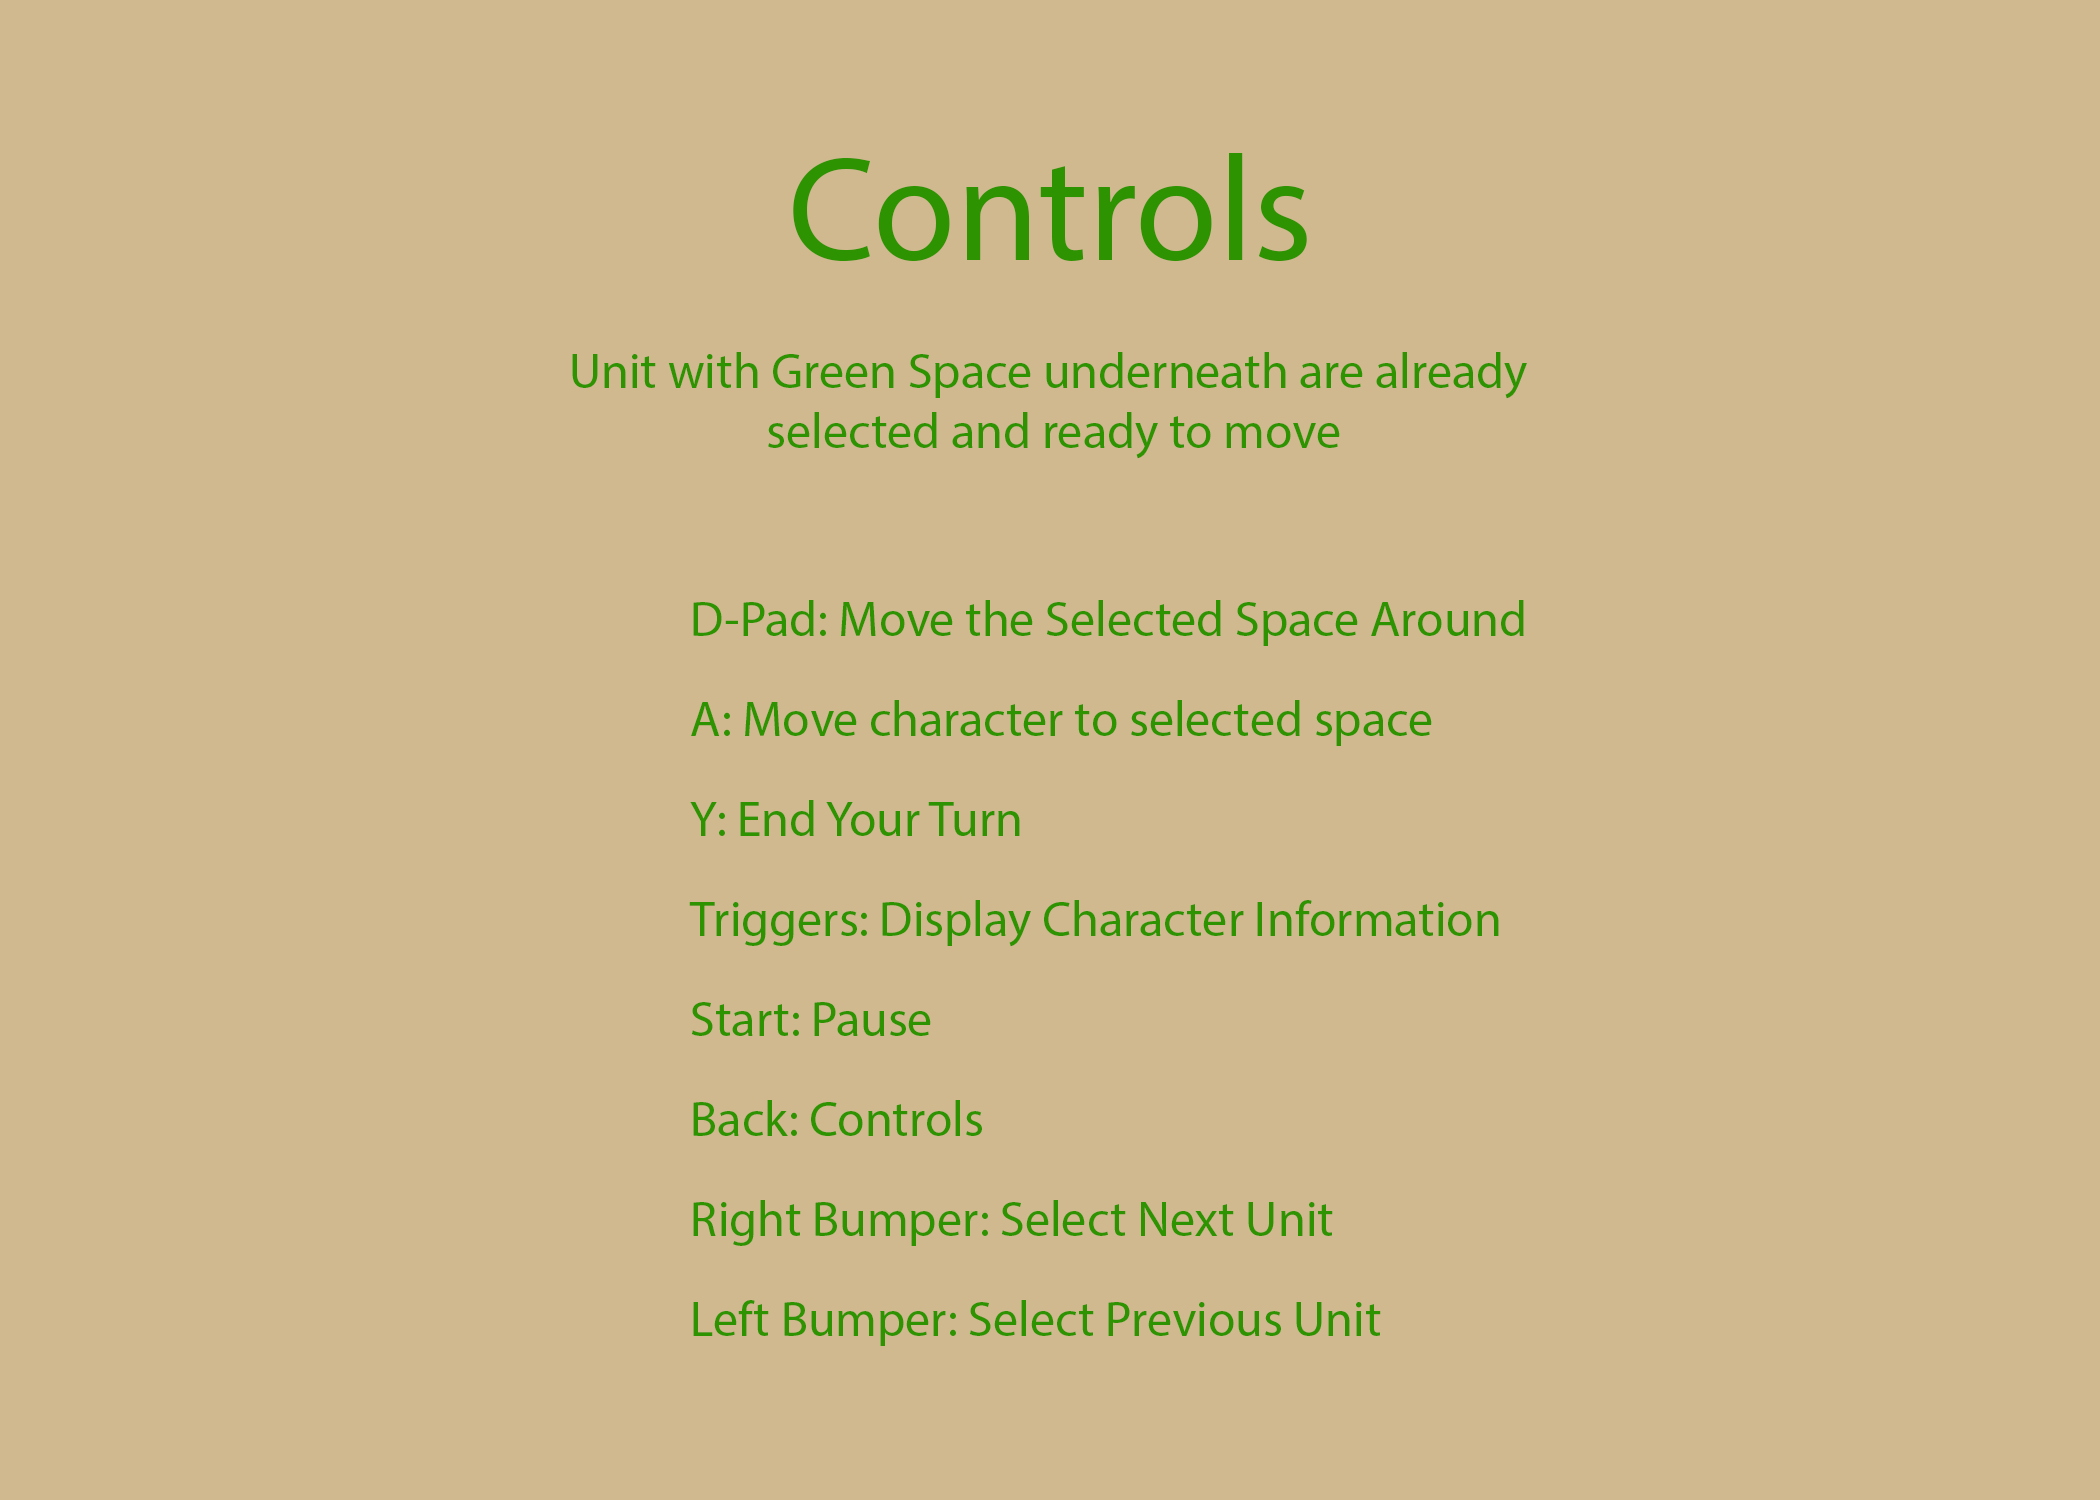 Controls
Unit with Green Space underneath are already
selected and ready to move
D-Pad: Move the Selected Space Around
A: Move character to selected space
Y: End Your Turn
Triggers: Display Character Information
Start: Pause
Back: Controls
Right Bumper: Select Next Unit
Left Bumper: Select Previous Unit